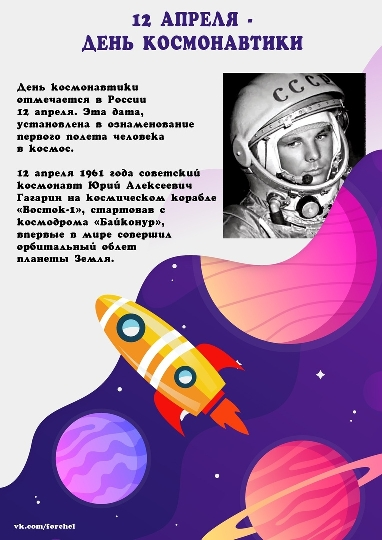 12 АПРЕЛЯ -
ДЕНЬ КОСМОНАВТИКИ
СССР
День космонавтики
отмечается в России
12 апреля. Эта дата,
установлена в ознаменование
первого полета человека
в космос.
12 апреля 1961 года советский
космонавт Юрий Алексеевич
Гагарин на космическом корабле
«Восток-1», стартовав с
космодрома «Байконур»,
впервые в мире совершил
орбитальный облет
планеты Земля.
vk.com/forchel